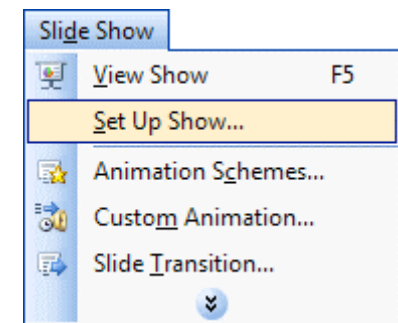 Slide Show
View Show F5
Set Up Show...
Animation Schemes...
Custom Animation...
Slide Transition...